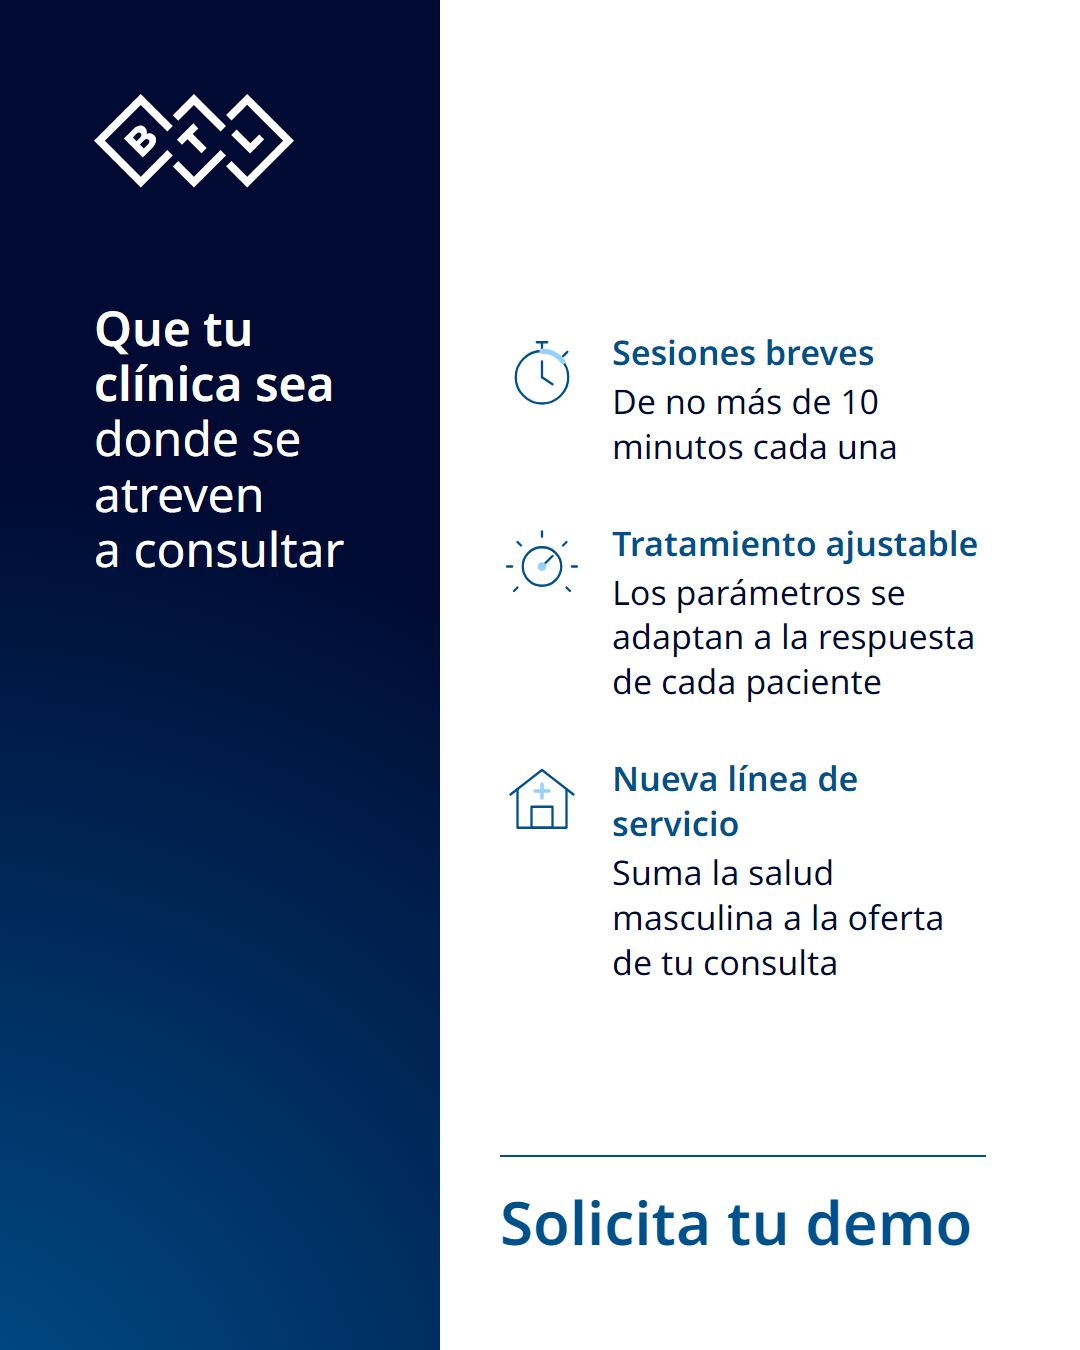 BTL
Que tu
clínica sea
donde se
atreven
a consultar
Sesiones breves
De no más de 10
minutos cada una
Tratamiento ajustable
Los parámetros se
adaptan a la respuesta
de cada paciente
Nueva línea de
servicio
Suma la salud
masculina a la oferta
de tu consulta
Solicita tu demo